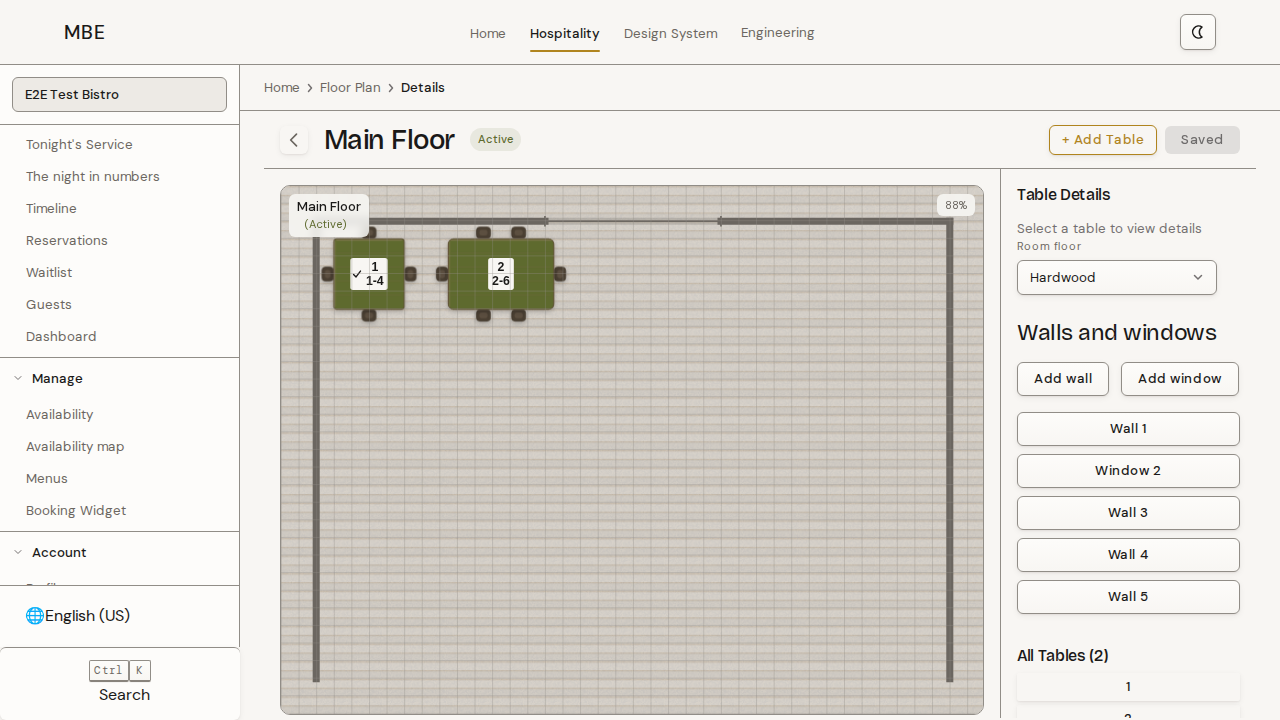 MBE
Home
Hospitality
Design System
Engineering
E2E Test Bistro
Tonight's Service
The night in numbers
Timeline
Reservations
Waitlist
Guests
Dashboard
Manage
Availability
Availability map
Menus
Booking Widget
Account
🌐English (US)
Ctrl K
Search
Home > Floor Plan > Details
Main Floor
Active
+ Add Table
Saved
Main Floor
(Active)
88%
✓ 1
1-4
2
2-6
Table Details
Select a table to view details
Room floor
Hardwood
Walls and windows
Add wall
Add window
Wall 1
Window 2
Wall 3
Wall 4
Wall 5
All Tables (2)
1